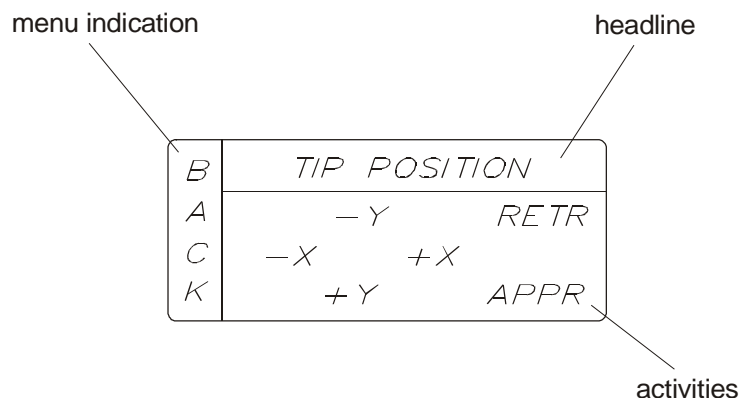 menu indication headline
B TIP POSITION
A -Y RETR
C -X +X
K +Y APPR
activities